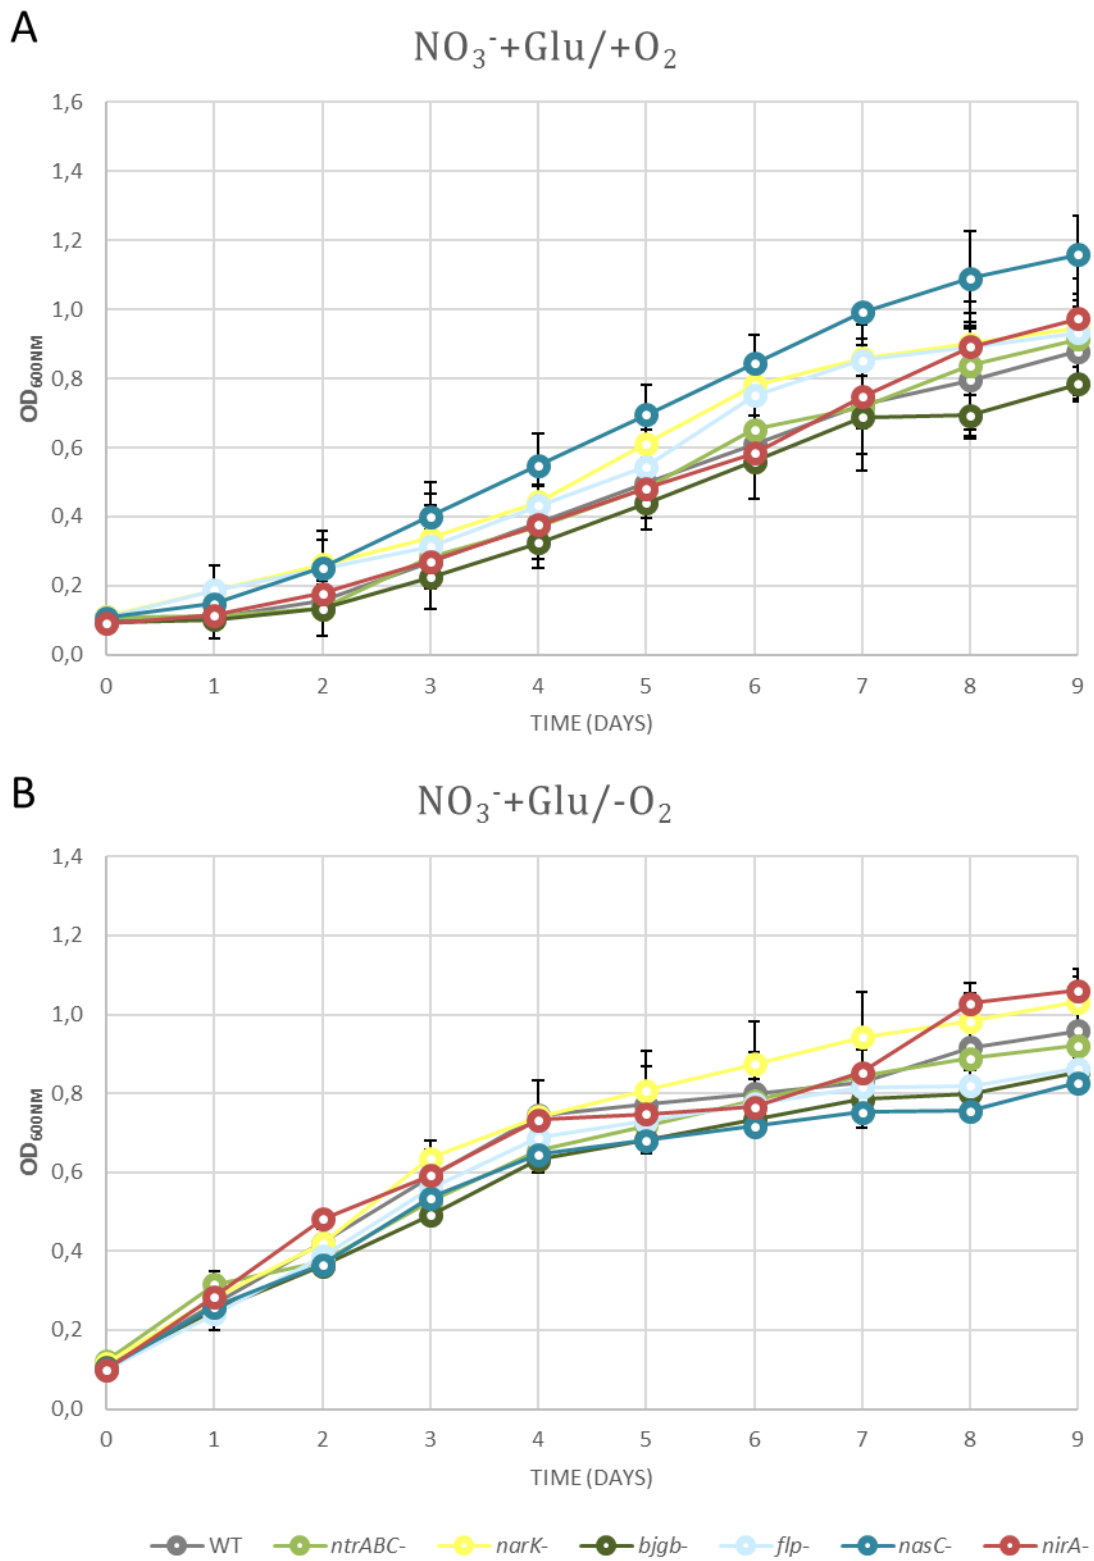 A
NO₃⁻+Glu/+O₂
1,6
1,4
1,2
1,0
0,8
0,6
0,4
0,2
0,0
OD₆₀₀NM
0 1 2 3 4 5 6 7 8 9
TIME (DAYS)
B
NO₃⁻+Glu/-O₂
1,4
1,2
1,0
0,8
0,6
0,4
0,2
0,0
OD₆₀₀NM
0 1 2 3 4 5 6 7 8 9
TIME (DAYS)
WT ntrABC- narK- bjgb- flp- nasC- nirA-